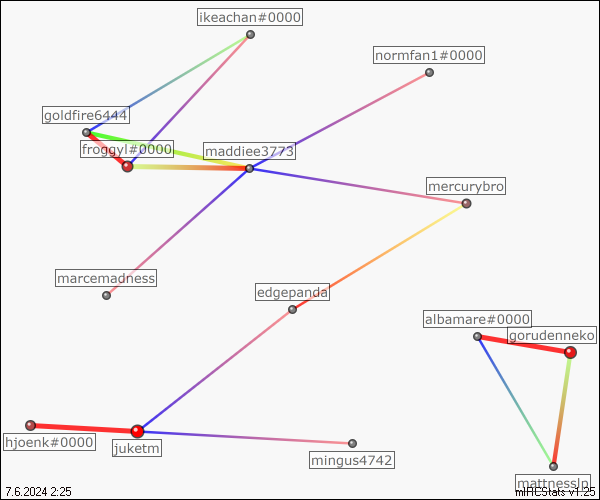 ikeachan#0000
normfan1#0000
goldfire6444
froggyl#0000
maddiee3773
mercurybro
marcemadness
edgepanda
albamare#0000
gorudenneko
hjoenk#0000
juketm
mingus4742
mattnessln
7.6.2024 2:25
mIRCStats v1.25